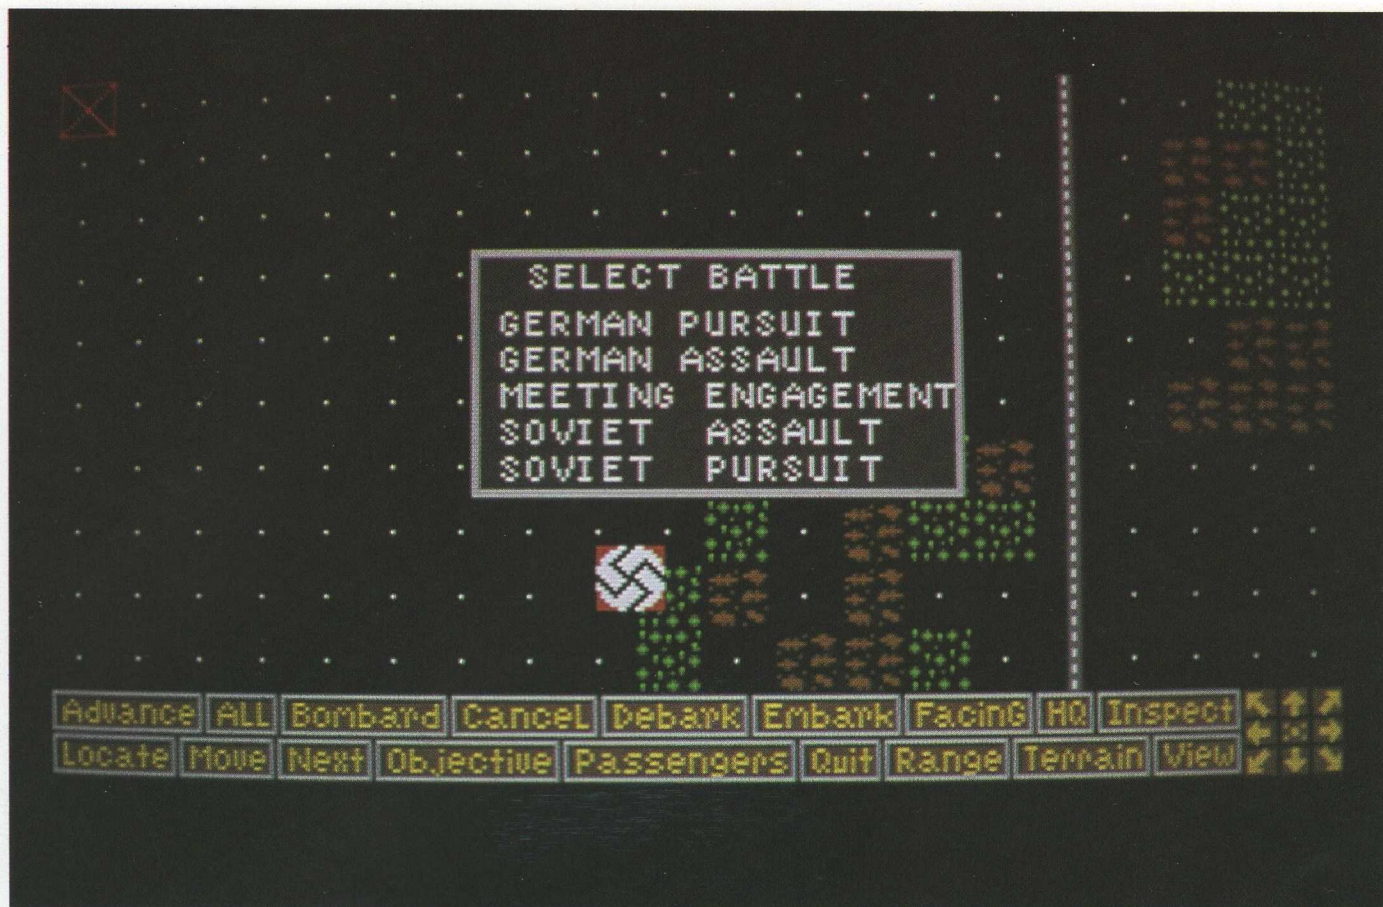 SELECT BATTLE
GERMAN PURSUIT
GERMAN ASSAULT
MEETING ENGAGEMENT
SOVIET ASSAULT
SOVIET PURSUIT
Advance ALL Bombard CanceL Debark Embark FacinG HQ Inspect
Locate Move Next Objective Passengers Quit Range Terrain View